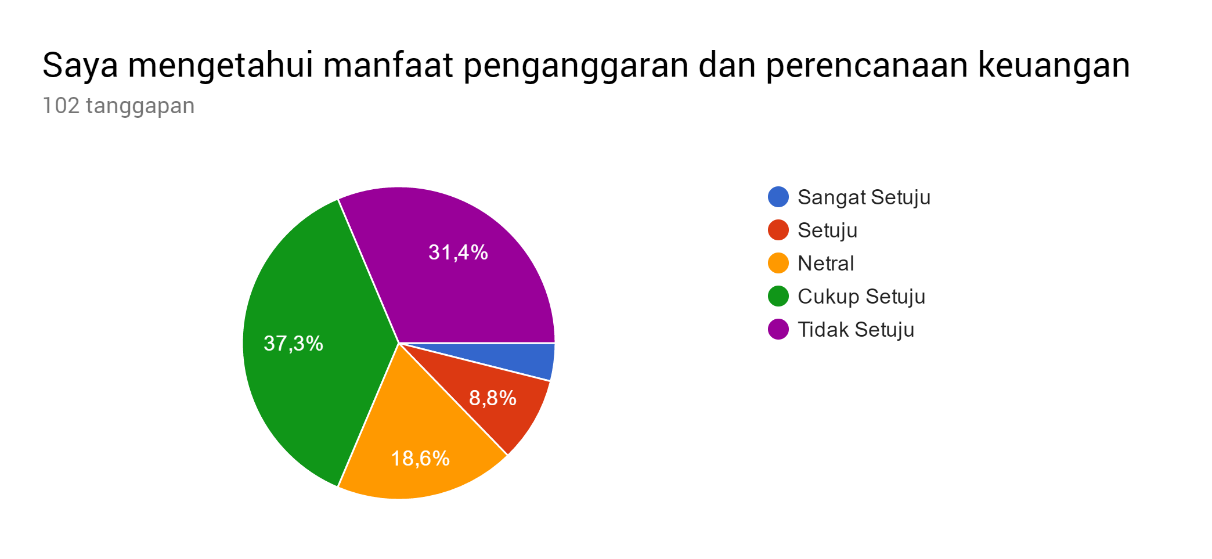 Saya mengetahui manfaat penganggaran dan perencanaan keuangan
102 tanggapan
Sangat Setuju
Setuju
Netral
Cukup Setuju
Tidak Setuju
31,4%
37,3%
8,8%
18,6%